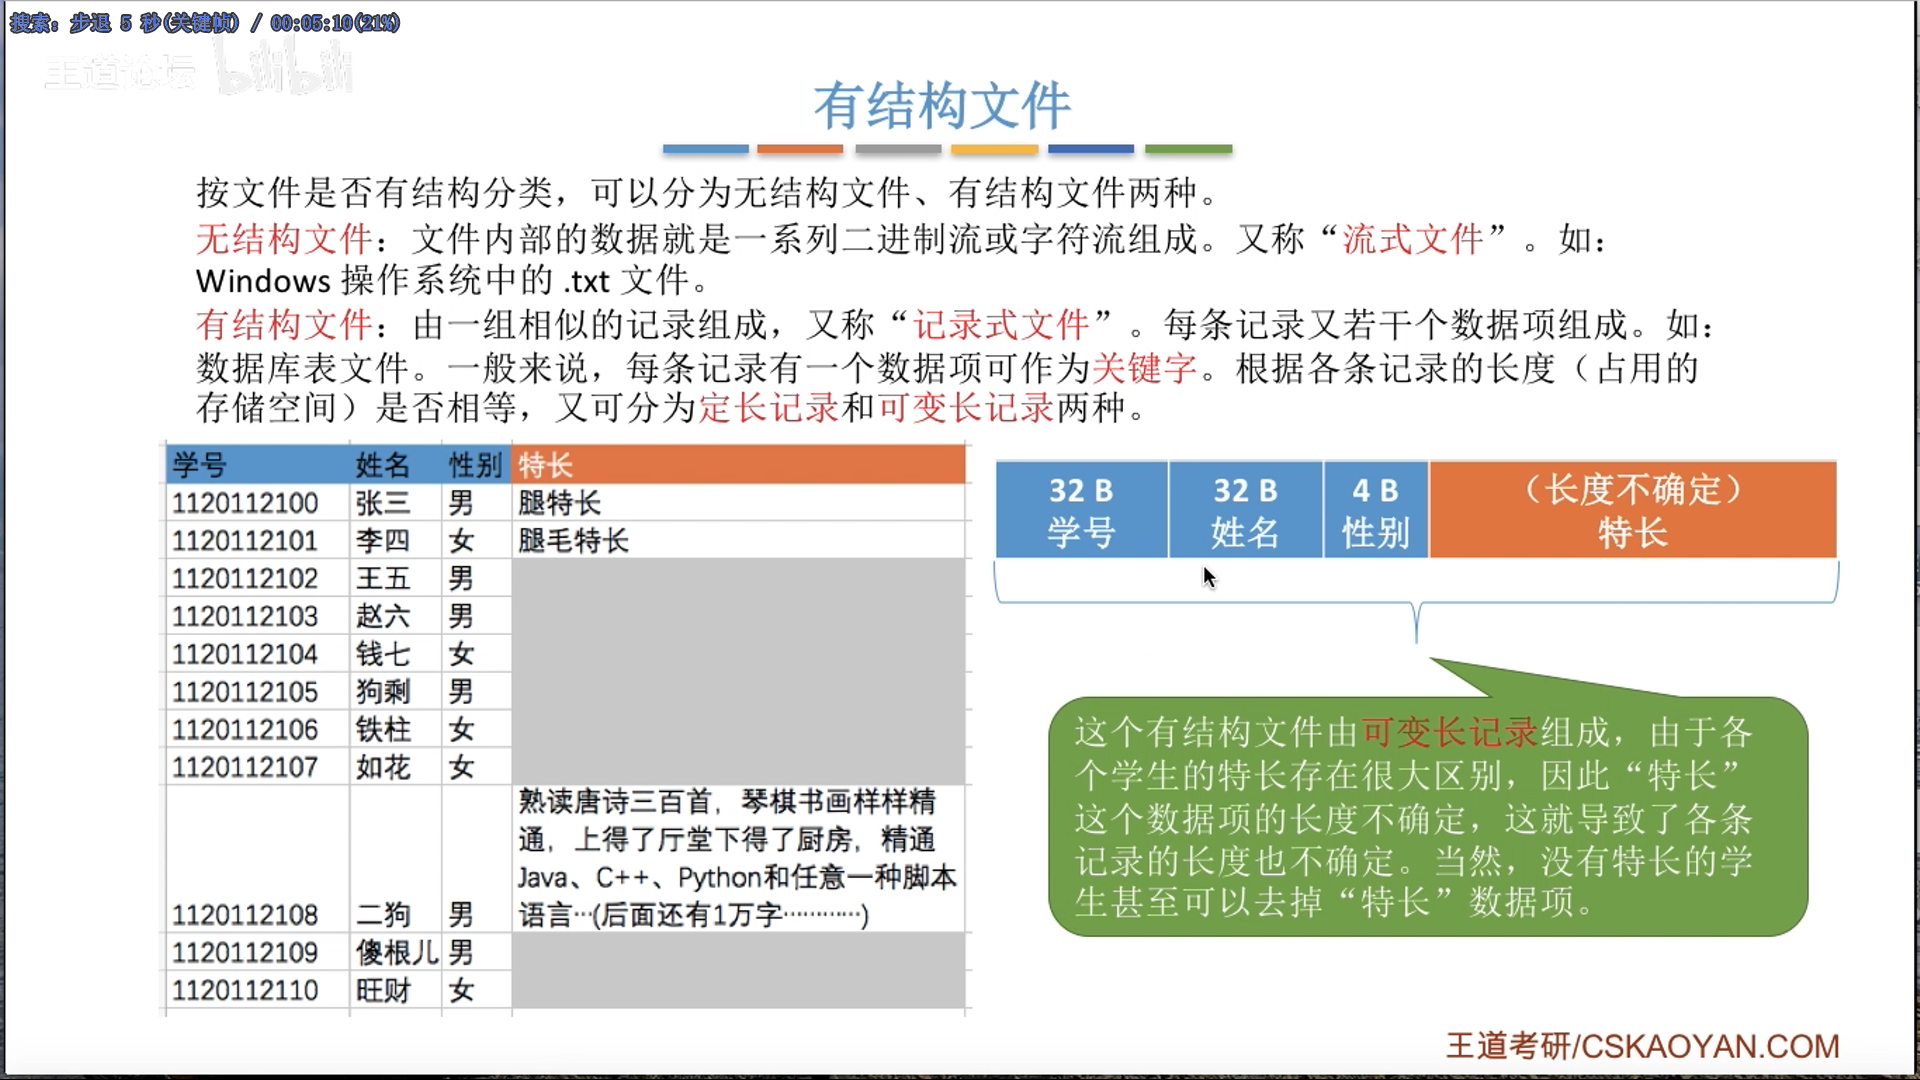 搜索: 步退 5 秒(关键帧) / 00:05:10(21%)
王道论坛 bilibili
有结构文件
按文件是否有结构分类，可以分为无结构文件、有结构文件两种。
无结构文件：文件内部的数据就是一系列二进制流或字符流组成。又称“流式文件”。如：
Windows 操作系统中的 .txt 文件。
有结构文件：由一组相似的记录组成，又称“记录式文件”。每条记录又若干个数据项组成。如：
数据库表文件。一般来说，每条记录有一个数据项可作为关键字。根据各条记录的长度（占用的
存储空间）是否相等，又可分为定长记录和可变长记录两种。
学号 姓名 性别 特长
1120112100 张三 男 腿特长
1120112101 李四 女 腿毛特长
1120112102 王五 男
1120112103 赵六 男
1120112104 钱七 女
1120112105 狗剩 男
1120112106 铁柱 女
1120112107 如花 女
熟读唐诗三百首，琴棋书画样样精
通，上得了厅堂下得了厨房，精通
Java、C++、Python和任意一种脚本
1120112108 二狗 男 语言…(后面还有1万字…………)
1120112109 傻根儿 男
1120112110 旺财 女
32 B 32 B 4 B （长度不确定）
学号 姓名 性别 特长
这个有结构文件由可变长记录组成，由于各
个学生的特长存在很大区别，因此“特长”
这个数据项的长度不确定，这就导致了各条
记录的长度也不确定。当然，没有特长的学
生甚至可以去掉“特长”数据项。
王道考研/CSKAOYAN.COM